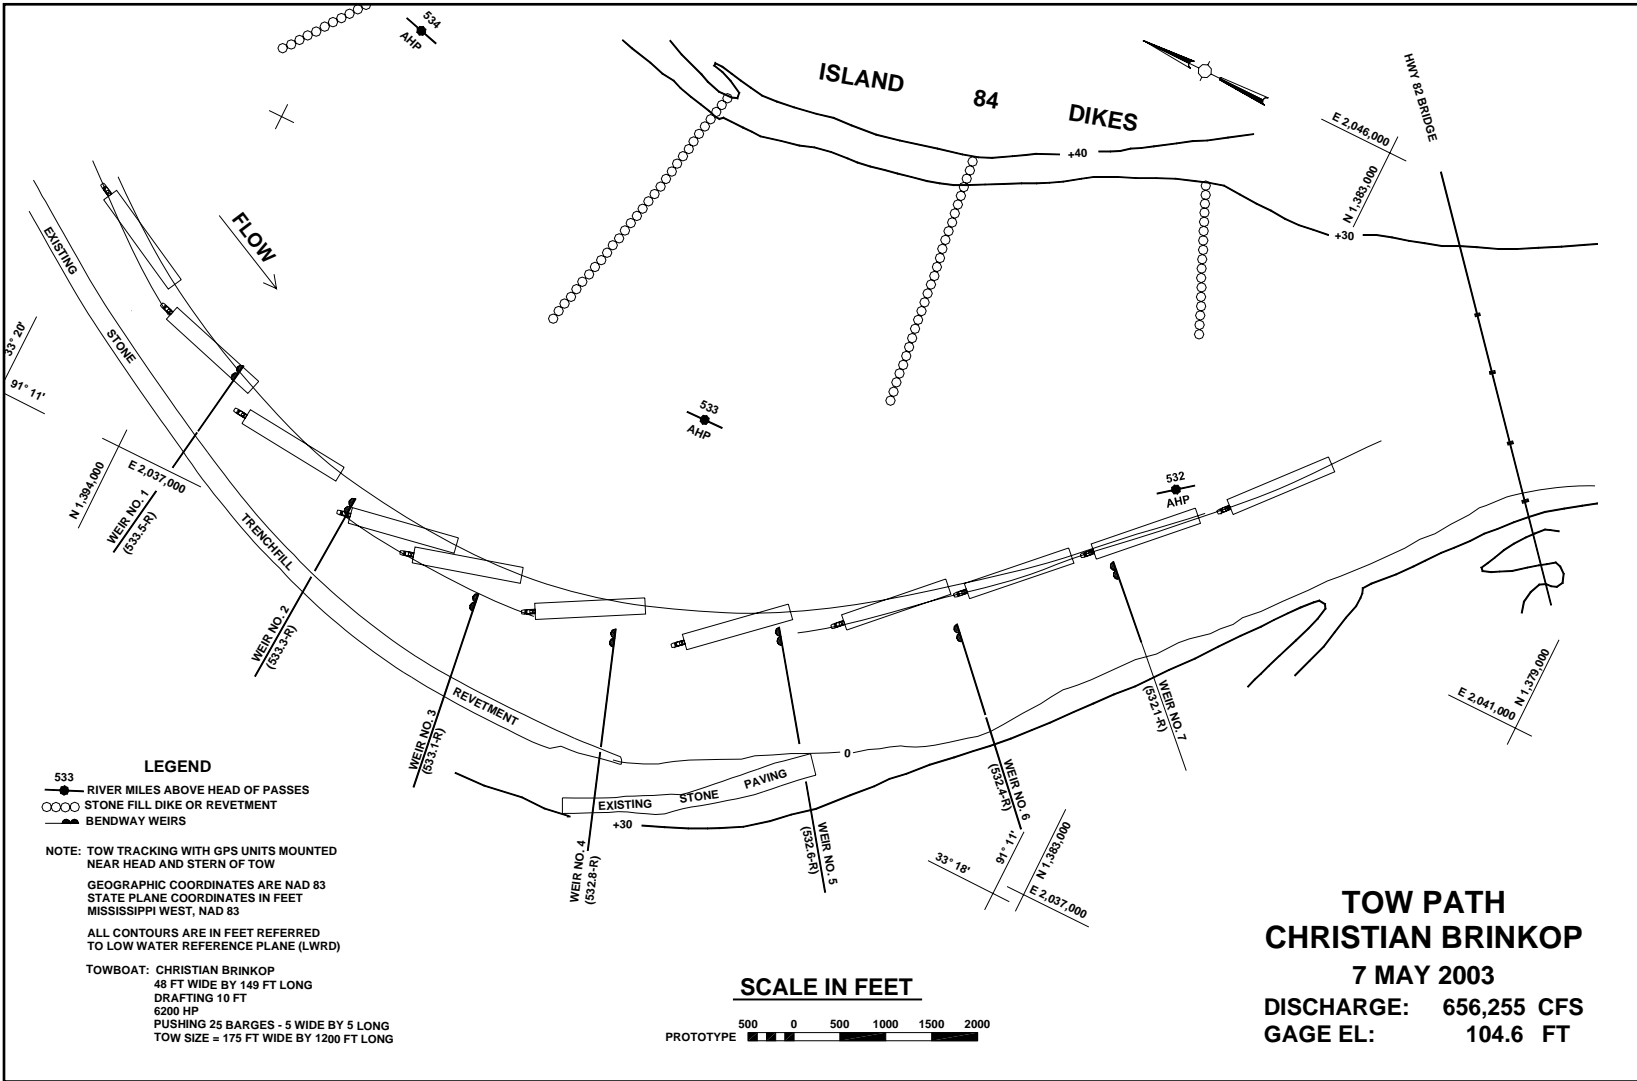 534
AHP
ISLAND 84 DIKES
HWY 82 BRIDGE
E 2,046,000
N 1,383,000
+40
+30
FLOW
EXISTING
STONE
TRENCHFILL
REVETMENT
33° 20'
91° 11'
N 1,394,000
E 2,037,000
WEIR NO. 1
(533.5-R)
WEIR NO. 2
(533.3-R)
WEIR NO. 3
(533.1-R)
WEIR NO. 4
(532.8-R)
WEIR NO. 5
(532.6-R)
WEIR NO. 6
(532.4-R)
WEIR NO. 7
(532.1-R)
533
AHP
532
AHP
0
EXISTING STONE PAVING
+30
33° 18'
91° 11'
N 1,383,000
E 2,037,000
E 2,041,000
N 1,379,000
LEGEND
533
RIVER MILES ABOVE HEAD OF PASSES
STONE FILL DIKE OR REVETMENT
BENDWAY WEIRS
NOTE: TOW TRACKING WITH GPS UNITS MOUNTED
NEAR HEAD AND STERN OF TOW
GEOGRAPHIC COORDINATES ARE NAD 83
STATE PLANE COORDINATES IN FEET
MISSISSIPPI WEST, NAD 83
ALL CONTOURS ARE IN FEET REFERRED
TO LOW WATER REFERENCE PLANE (LWRD)
TOWBOAT: CHRISTIAN BRINKOP
48 FT WIDE BY 149 FT LONG
DRAFTING 10 FT
6200 HP
PUSHING 25 BARGES - 5 WIDE BY 5 LONG
TOW SIZE = 175 FT WIDE BY 1200 FT LONG
SCALE IN FEET
500 0 500 1000 1500 2000
PROTOTYPE
TOW PATH
CHRISTIAN BRINKOP
7 MAY 2003
DISCHARGE: 656,255 CFS
GAGE EL: 104.6 FT